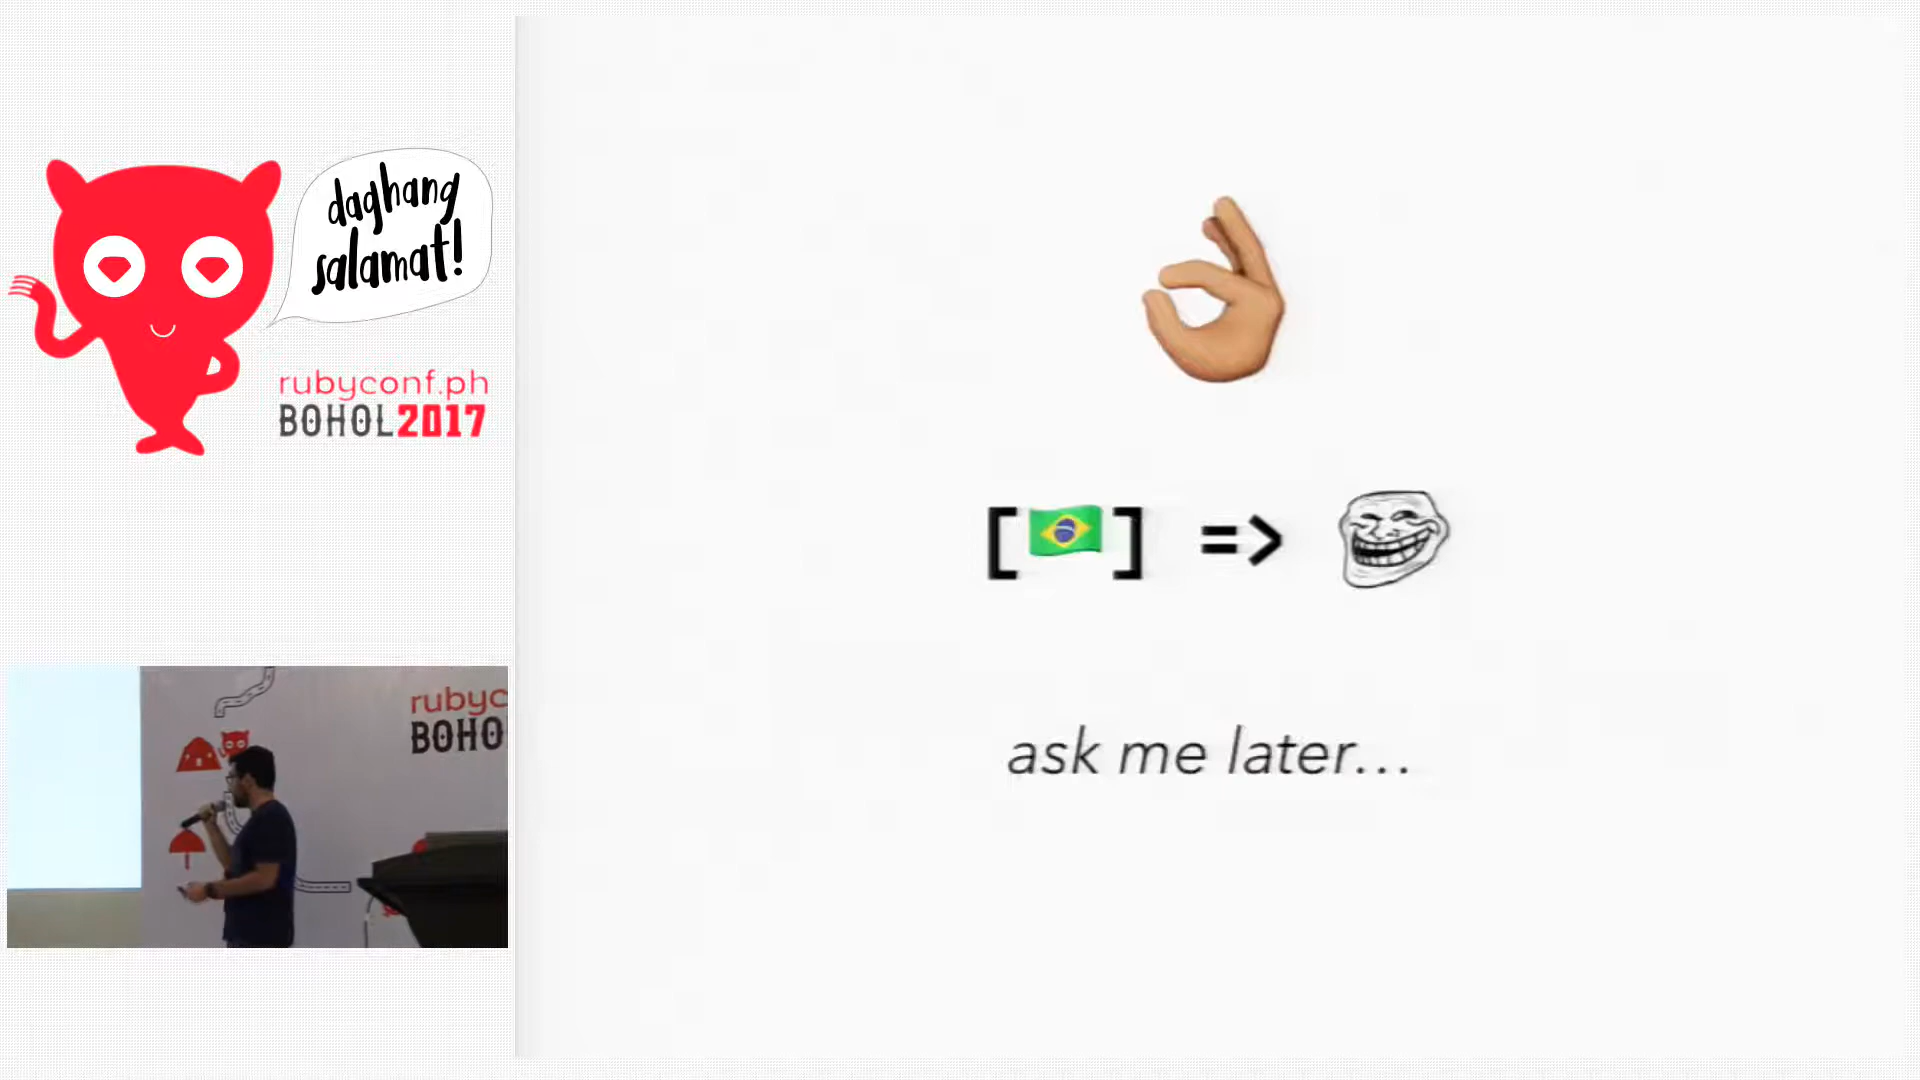 daghang
salamat!
rubyconf.ph
BOHOL2017
[🇧🇷] =>
ask me later...
rubyc
BOHO